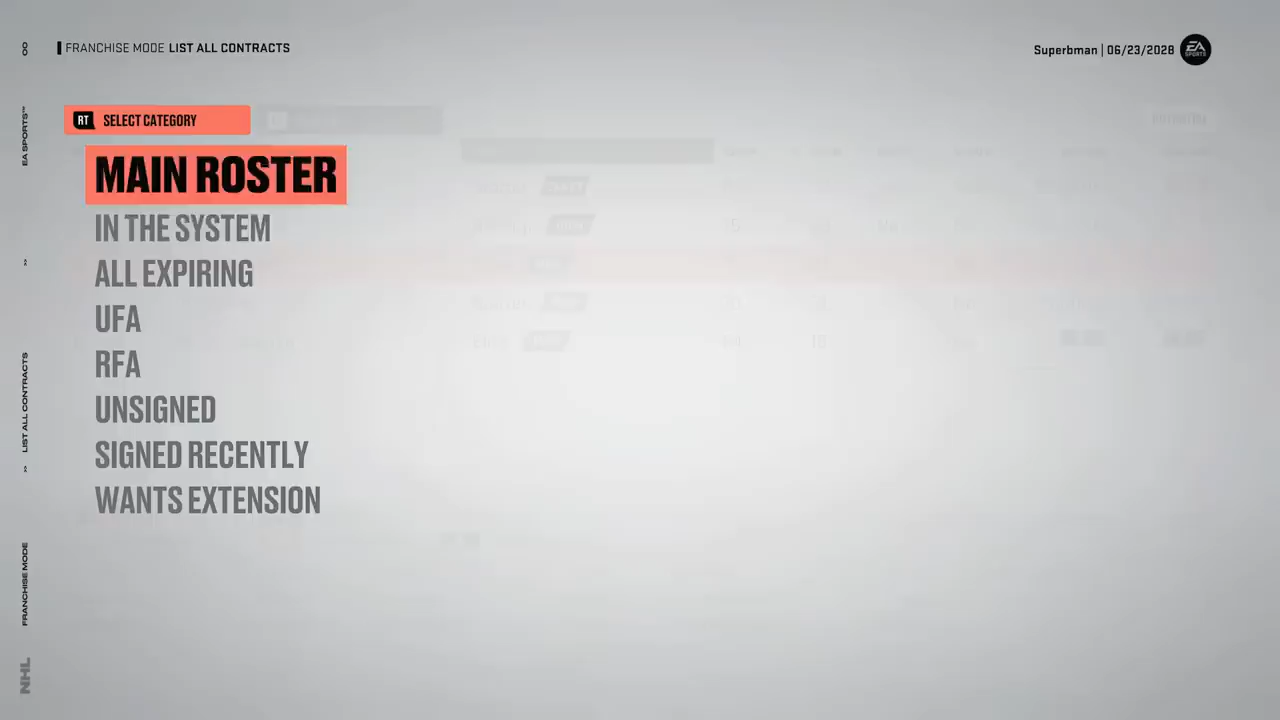 FRANCHISE MODE LIST ALL CONTRACTS
Superbman | 06/23/2028
EA SPORTS
RT SELECT CATEGORY
MAIN ROSTER
IN THE SYSTEM
ALL EXPIRING
UFA
RFA
UNSIGNED
SIGNED RECENTLY
WANTS EXTENSION
EA SPORTS™
LIST ALL CONTRACTS
FRANCHISE MODE
NHL